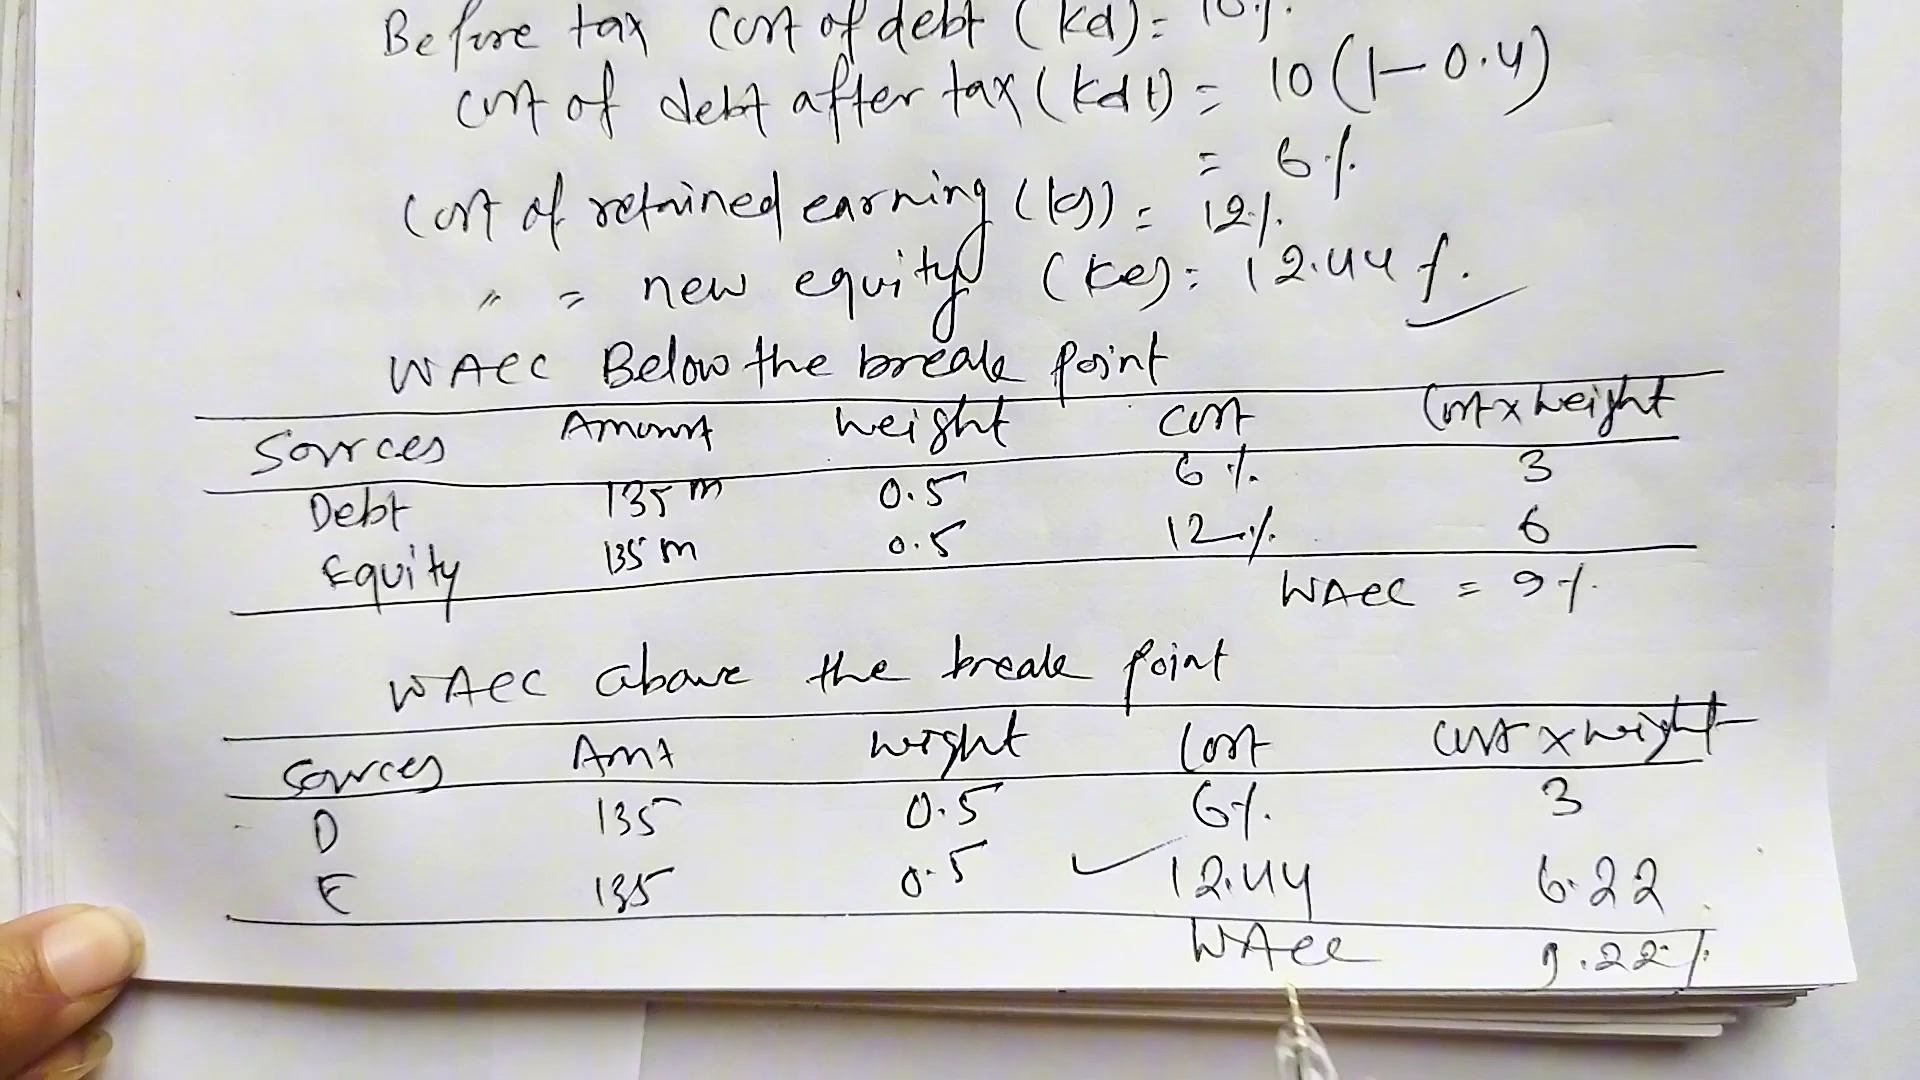 Before tax cost of debt (kd) = 10%
cost of debt after tax (kdt) = 10(1-0.4)
= 6%
Cost of retained earning (ks) = 12%
" = new equity (ke) = 12.44%
WACC Below the break point
Sources Amount weight cost Cost x weight
Debt 135m 0.5 6% 3
Equity 135m 0.5 12% 6
WACC = 9%
WACC above the break point
Sources Amt weight Cost cost x weight
D 135 0.5 6% 3
E 135 0.5 12.44 6.22
WACC 9.22%